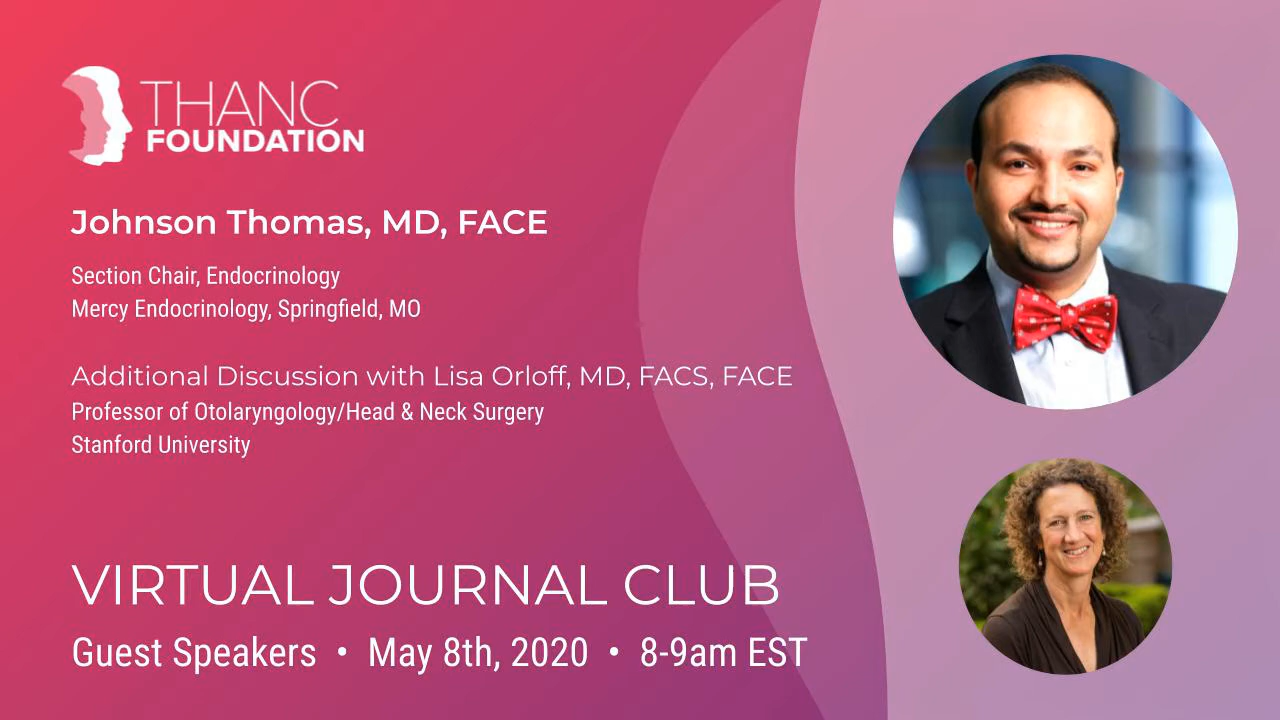 THANC
FOUNDATION
Johnson Thomas, MD, FACE
Section Chair, Endocrinology
Mercy Endocrinology, Springfield, MO
Additional Discussion with Lisa Orloff, MD, FACS, FACE
Professor of Otolaryngology/Head & Neck Surgery
Stanford University
VIRTUAL JOURNAL CLUB
Guest Speakers • May 8th, 2020 • 8-9am EST